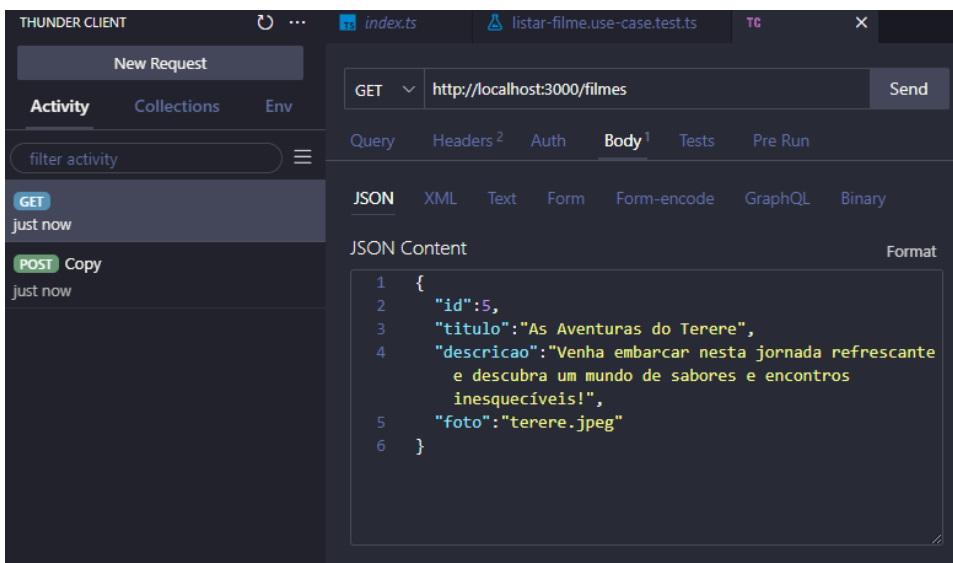 THUNDER CLIENT
New Request
Activity Collections Env
filter activity
GET
just now
POST Copy
just now
TS index.ts
listar-filme.use-case.test.ts
TC
GET http://localhost:3000/filmes Send
Query Headers 2 Auth Body 1 Tests Pre Run
JSON XML Text Form Form-encode GraphQL Binary
JSON Content Format
1 {
2 "id":5,
3 "titulo":"As Aventuras do Terere",
4 "descricao":"Venha embarcar nesta jornada refrescante
e descubra um mundo de sabores e encontros
inesquecíveis!",
5 "foto":"terere.jpeg"
6 }